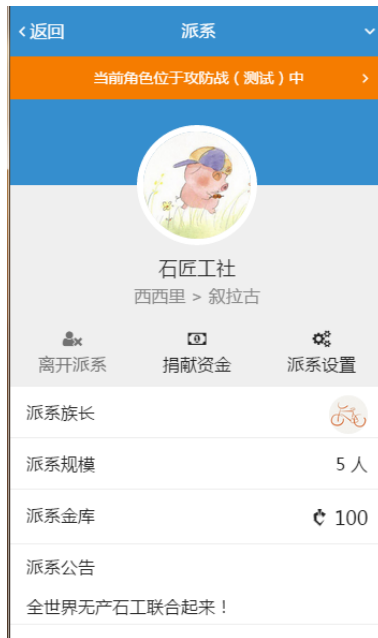 返回
派系
当前角色位于攻防战（测试）中
石匠工社
西西里 > 叙拉古
离开派系
捐献资金
派系设置
派系族长
派系规模
5 人
派系金库
₵ 100
派系公告
全世界无产石工联合起来！